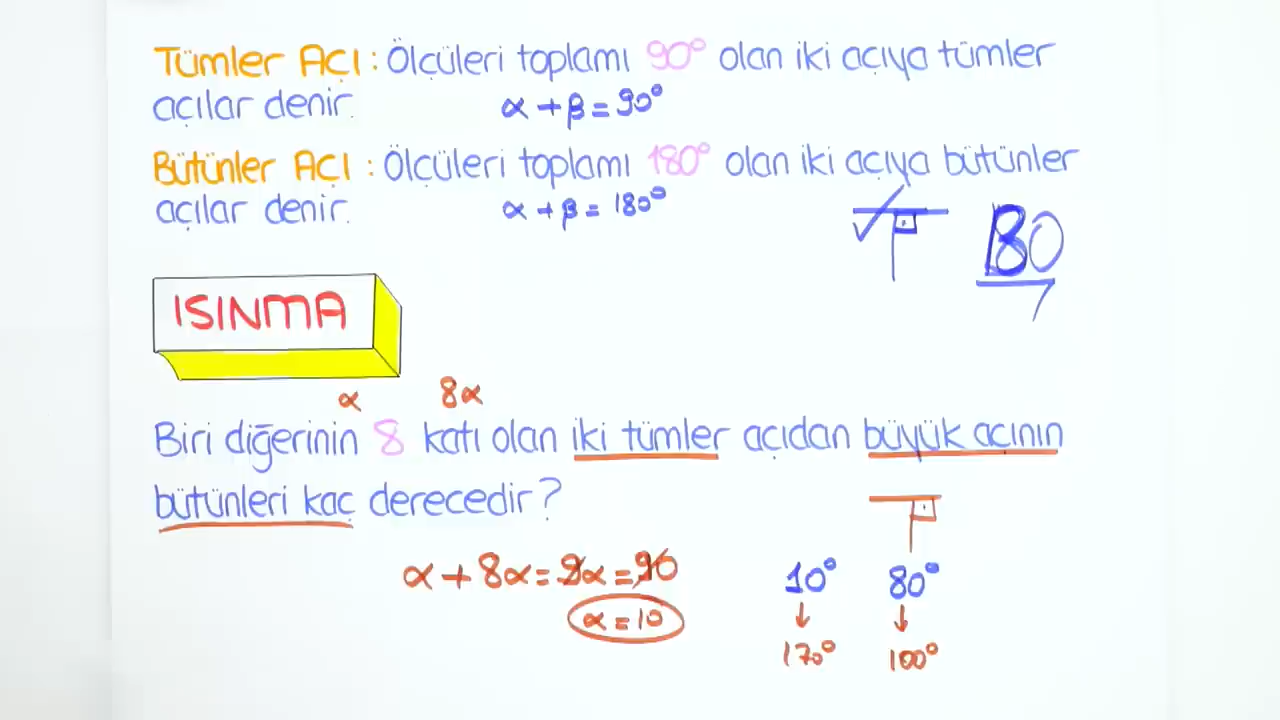 Tümler Açı : Ölçüleri toplamı 90° olan iki açıya tümler
açılar denir.
α + β = 90°
Bütünler Açı : Ölçüleri toplamı 180° olan iki açıya bütünler
açılar denir.
α + β = 180°
T
B0
ISINMA
α 8α
Biri diğerinin 8 katı olan iki tümler açıdan büyük açının
bütünleri kaç derecedir?
α + 8α = 9α = 90
α = 10
10° 80°
170° 100°